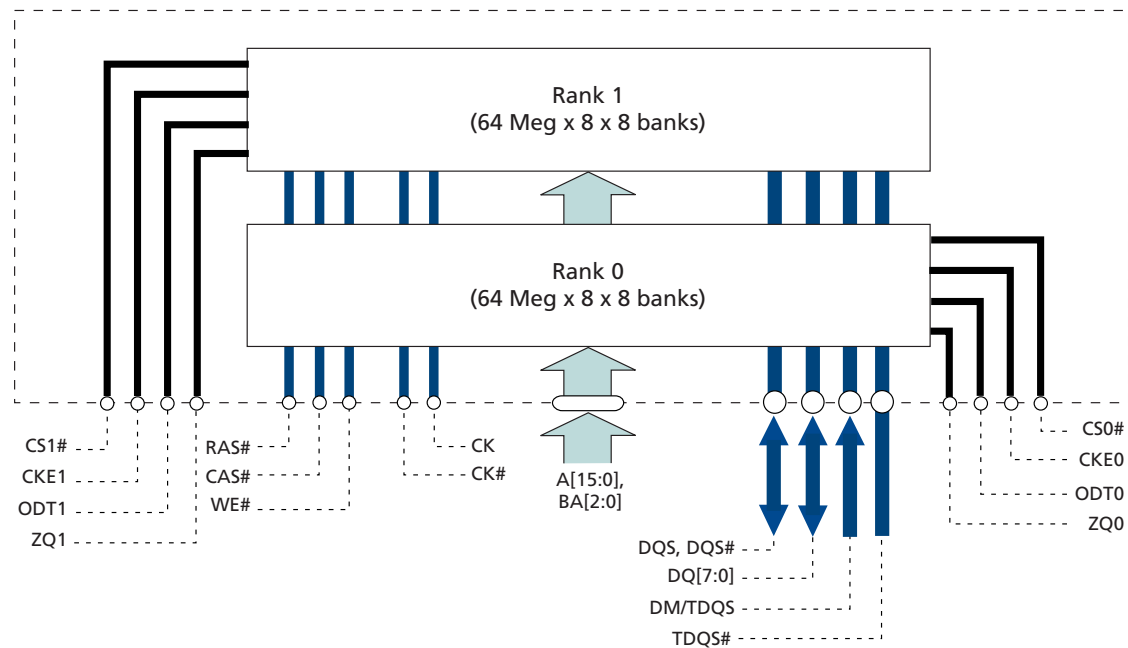 Rank 1
(64 Meg x 8 x 8 banks)
Rank 0
(64 Meg x 8 x 8 banks)
CS1#
CKE1
ODT1
ZQ1
RAS#
CAS#
WE#
CK
CK#
A[15:0],
BA[2:0]
DQS, DQS#
DQ[7:0]
DM/TDQS
TDQS#
CS0#
CKE0
ODT0
ZQ0